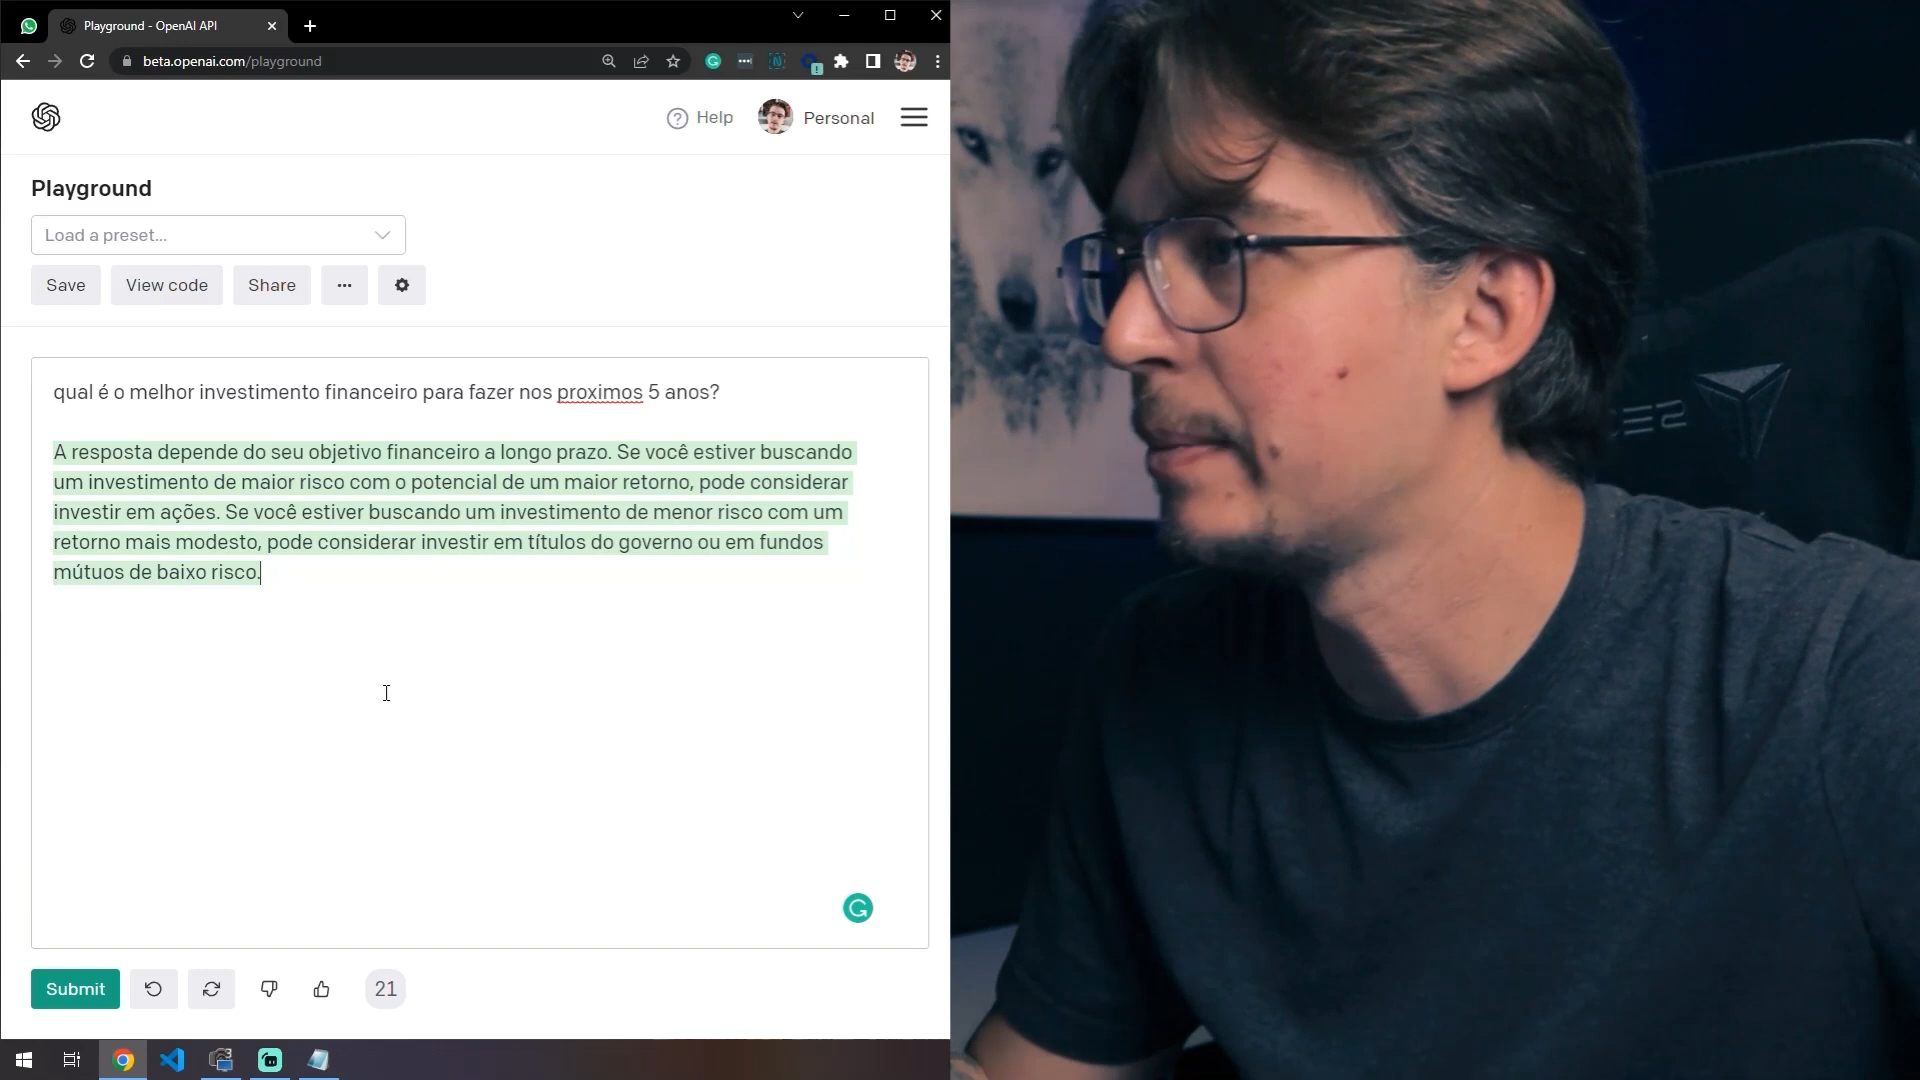 Playground - OpenAI API
beta.openai.com/playground
Help
Personal
Playground
Load a preset...
Save
View code
Share
qual é o melhor investimento financeiro para fazer nos proximos 5 anos?
A resposta depende do seu objetivo financeiro a longo prazo. Se você estiver buscando
um investimento de maior risco com o potencial de um maior retorno, pode considerar
investir em ações. Se você estiver buscando um investimento de menor risco com um
retorno mais modesto, pode considerar investir em títulos do governo ou em fundos
mútuos de baixo risco.
Submit
21